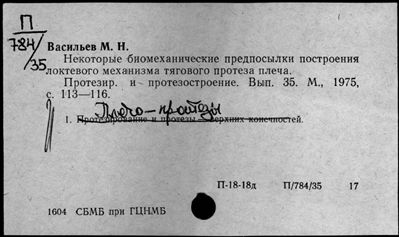 П
784/35
Васильев М. Н.
Некоторые биомеханические предпосылки построения
локтевого механизма тягового протеза плеча.
Протезир. и протезостроение. Вып. 35. М., 1975,
с. 113—116.
Плечо-протезы
1. Протезирование и протезы — верхних конечностей.
П-18-18д П/784/35 17
1604 СБМБ при ГЦНМБ